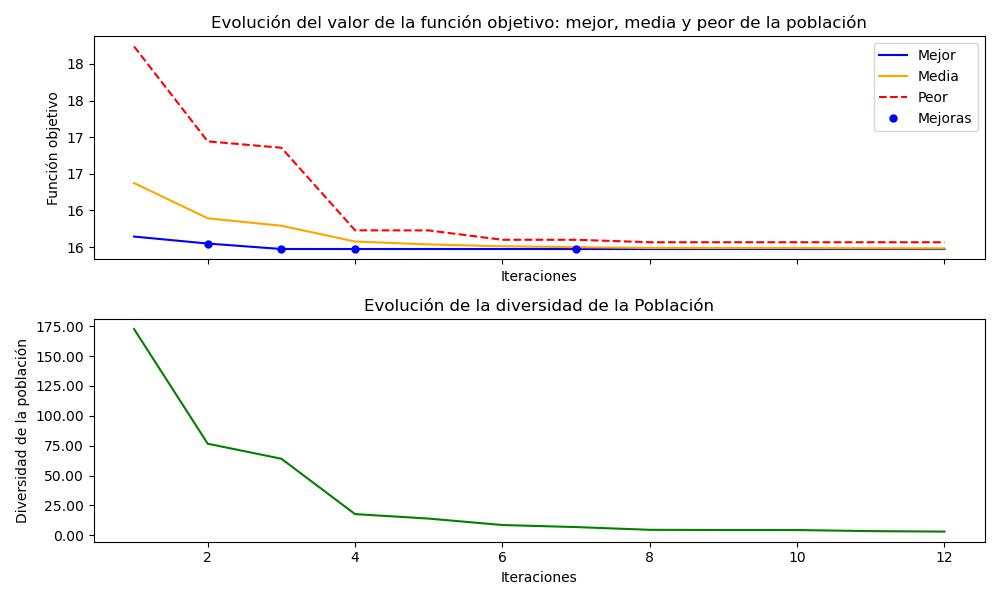 Evolución del valor de la función objetivo: mejor, media y peor de la población
Función objetivo
18
18
17
17
16
16
Mejor
Media
Peor
Mejoras
Iteraciones
Evolución de la diversidad de la Población
Diversidad de la población
175.00
150.00
125.00
100.00
75.00
50.00
25.00
0.00
2 4 6 8 10 12
Iteraciones